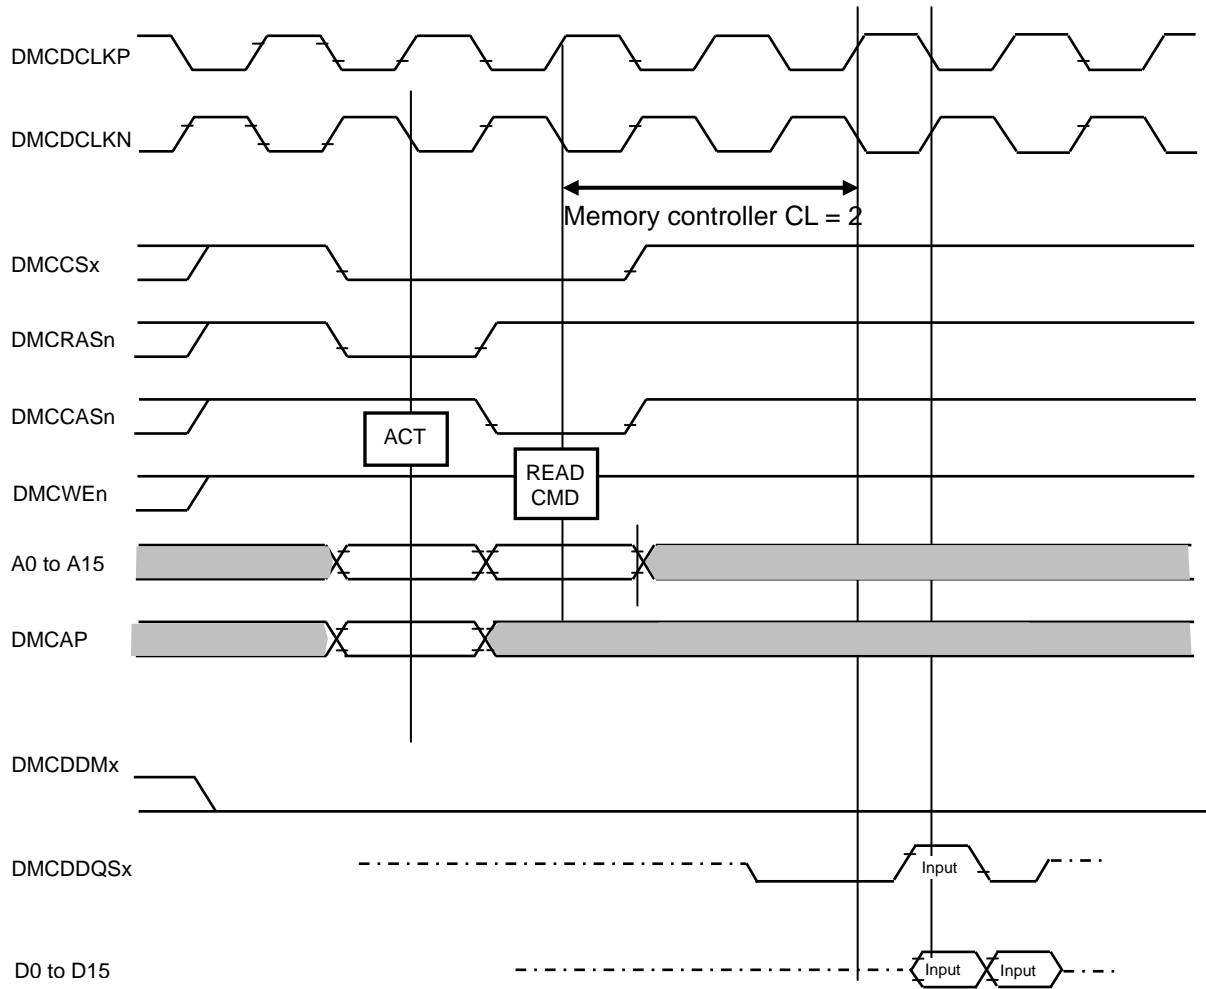 DMCDCLKP
DMCDCLKN
Memory controller CL = 2
DMCCSx
DMCRASn
DMCCASn
ACT
READ
CMD
DMCWEn
A0 to A15
DMCAP
DMCDDMx
DMCDDQSx
Input
D0 to D15
Input
Input